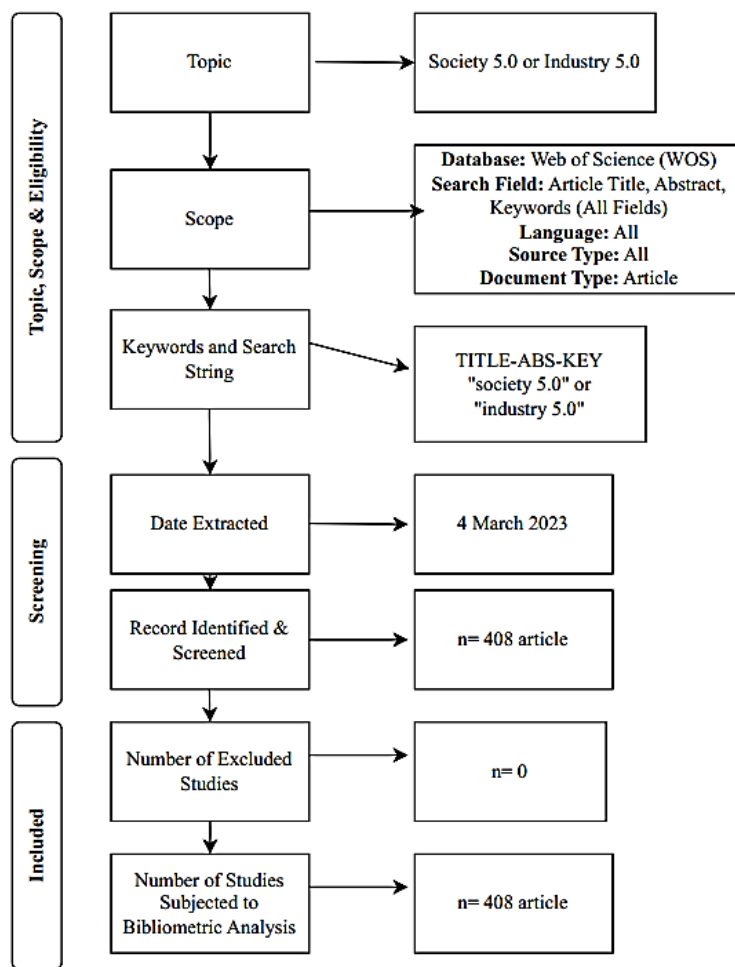 Topic, Scope & Eligibility
Topic
Society 5.0 or Industry 5.0
Scope
Database: Web of Science (WOS)
Search Field: Article Title, Abstract,
Keywords (All Fields)
Language: All
Source Type: All
Document Type: Article
Keywords and Search
String
TITLE-ABS-KEY
"society 5.0" or
"industry 5.0"
Screening
Date Extracted
4 March 2023
Record Identified &
Screened
n= 408 article
Included
Number of Excluded
Studies
n= 0
Number of Studies
Subjected to
Bibliometric Analysis
n= 408 article